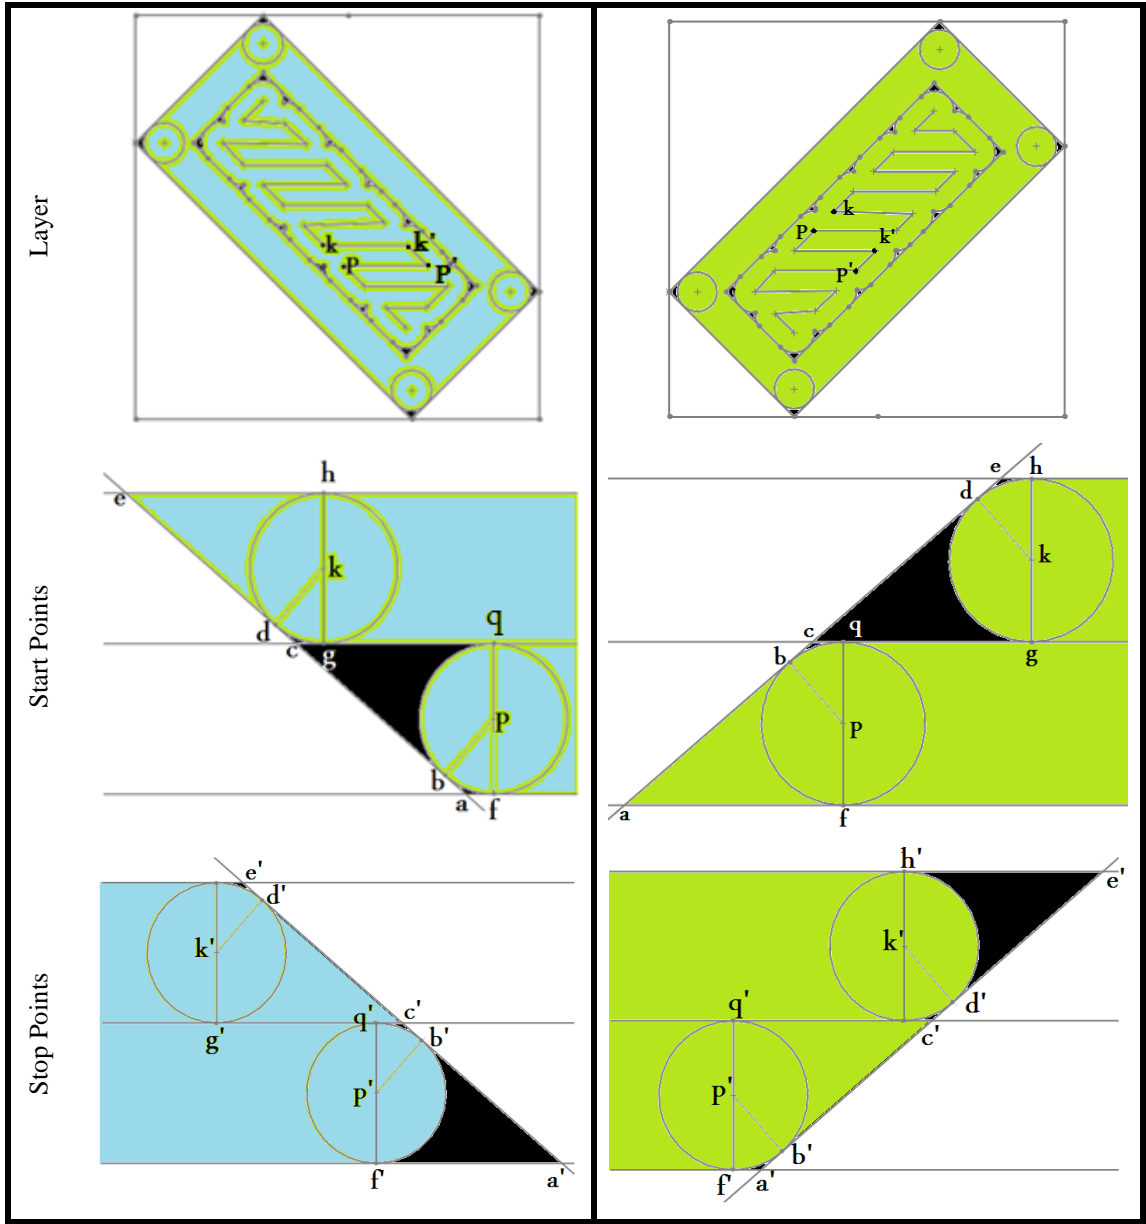 Layer
k k'
p p'
k
p k'
p'
Start Points
h
e
k
q
d
c g
p
b
a f
e h
d
k
c q
b g
p
a f
Stop Points
e'
d'
k'
q' c'
g' b'
p'
f' a'
h'
e'
k'
q' d'
c'
p'
b'
f' a'